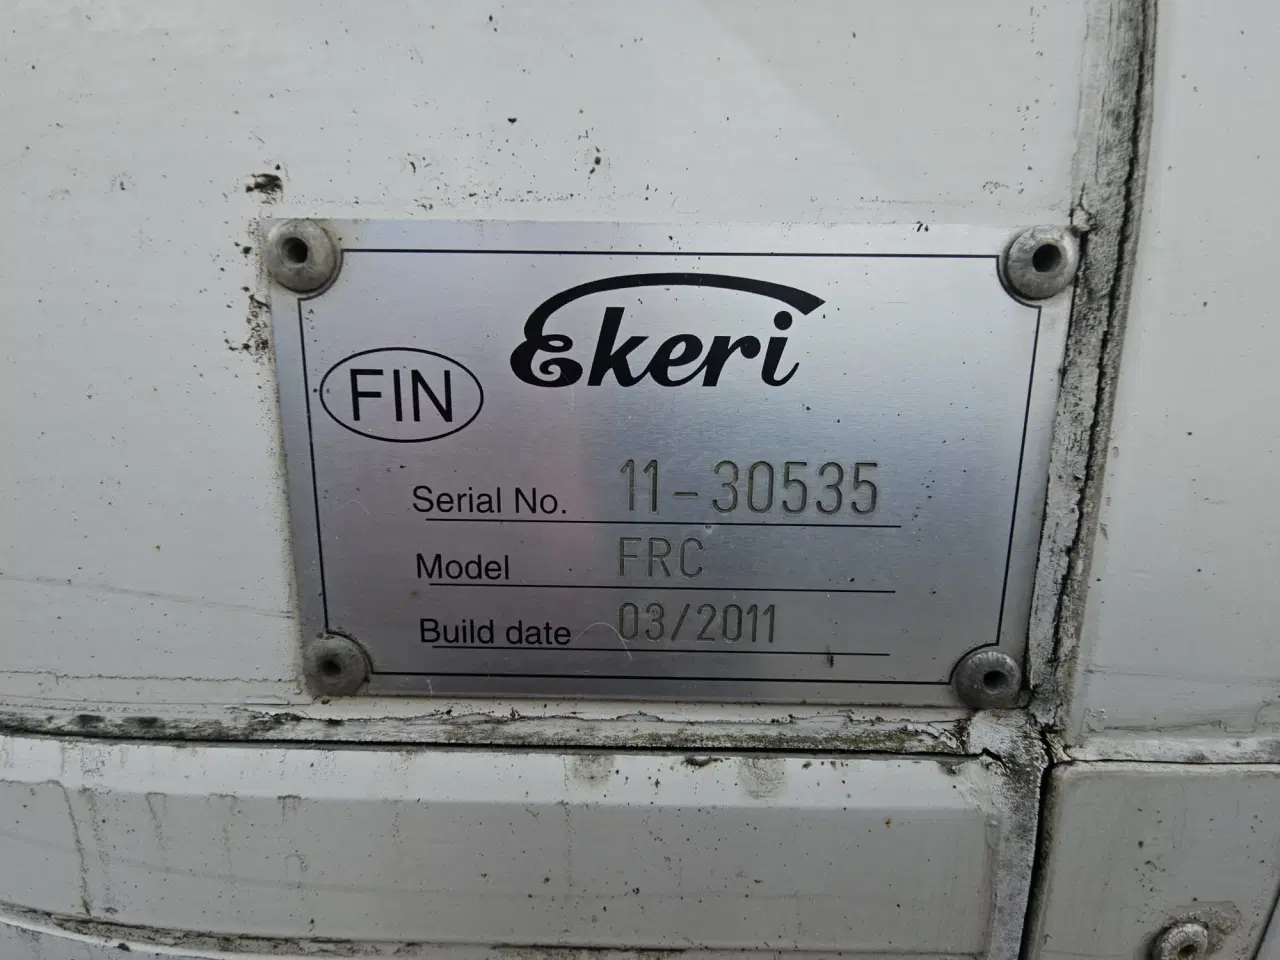 Ekeri
FIN
Serial No. 11-30535
Model FRC
Build date 03/2011